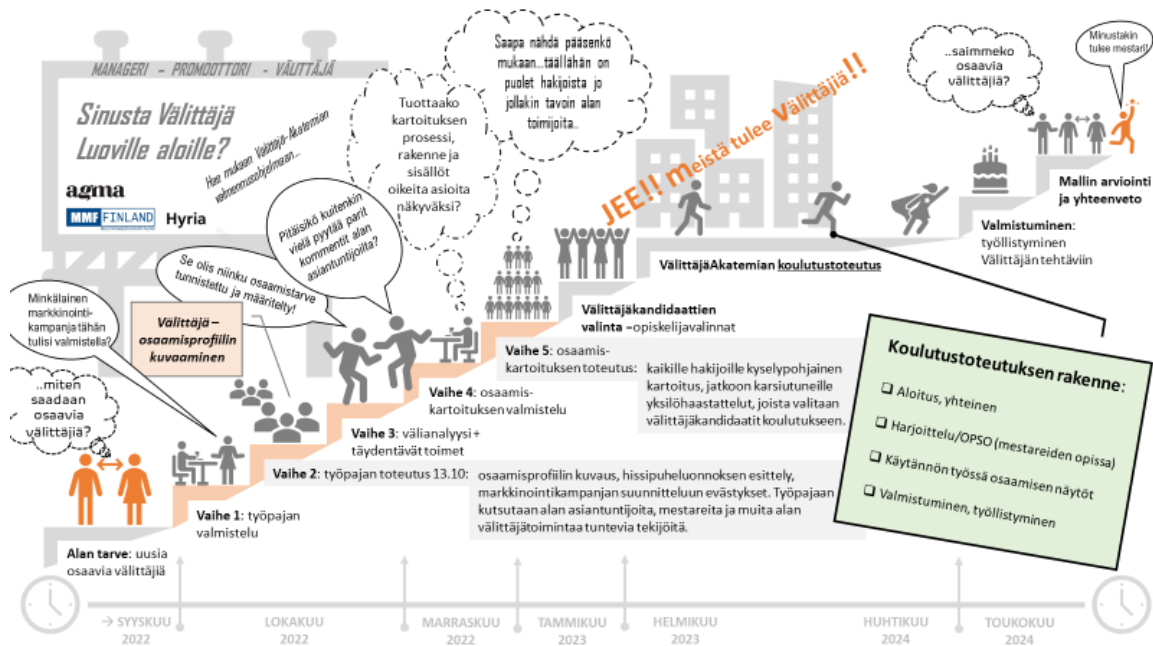 MANAGERI – PROMOOTTORI - VÄLITTÄJÄ
Sinusta Välittäjä
Luoville aloille?
Hae mukaan Välittäjä-Akatemian
valmennusohjelmaan...
agma
MMF FINLAND
Hyria
Minkälainen
markkinointi-
kampanja tähän
tulisi valmistella?
..miten
saadaan
osaavia
välittäjiä?
Se olis niinku osaamistarve
tunnistettu ja määritelty!
Välittäjä –
osaamisprofiilin
kuvaaminen
Pitäisikö kuitenkin
vielä pyytää parit
kommentit alan
asiantuntijoilta?
Tuottaako
kartoituksen
prosessi,
rakenne ja
sisällöt
oikeita asioita
näkyväksi?
Saapa nähdä pääsenkö
mukaan...täällähän on
puolet hakijoista jo
jollakin tavoin alan
toimijoita..
JEE!! meistä tulee Välittäjiä!!
..saimmeko
osaavia
välittäjiä?
Minustakin
tulee mestari!
Mallin arviointi
ja yhteenveto
Valmistuminen:
työllistyminen
Välittäjän tehtäviin
VälittäjäAkatemian koulutustoteutus
Välittäjäkandidaattien
valinta –opiskelijavalinnat
Vaihe 5: osaamis-
kartoituksen toteutus:
kaikille hakijoille kyselypohjainen
kartoitus, jatkoon karsiutuneille
yksilöhaastattelut, joista valitaan
välittäjäkandidaatit koulutukseen.
Vaihe 4: osaamis-
kartoituksen valmistelu
Vaihe 3: välianalyysi +
täydentävät toimet
Vaihe 2: työpajan toteutus 13.10:
osaamisprofiilin kuvaus, hissipuheluonnoksen esittely,
markkinointikampanjan suunnitteluun evästykset. Työpajaan
kutsutaan alan asiantuntijoita, mestareita ja muita alan
välittäjätoimintaa tuntevia tekijöitä.
Vaihe 1: työpajan
valmistelu
Alan tarve: uusia
osaavia välittäjiä
Koulutustoteutuksen rakenne:
❑ Aloitus, yhteinen
❑ Harjoittelu/OPSO (mestareiden opissa)
❑ Käytännön työssä osaamisen näytöt
❑ Valmistuminen, työllistyminen
→ SYYSKUU
2022
LOKAKUU
2022
MARRASKUU
2022
TAMMIKUU
2023
HELMIKUU
2023
HUHTIKUU
2024
TOUKOKUU
2024